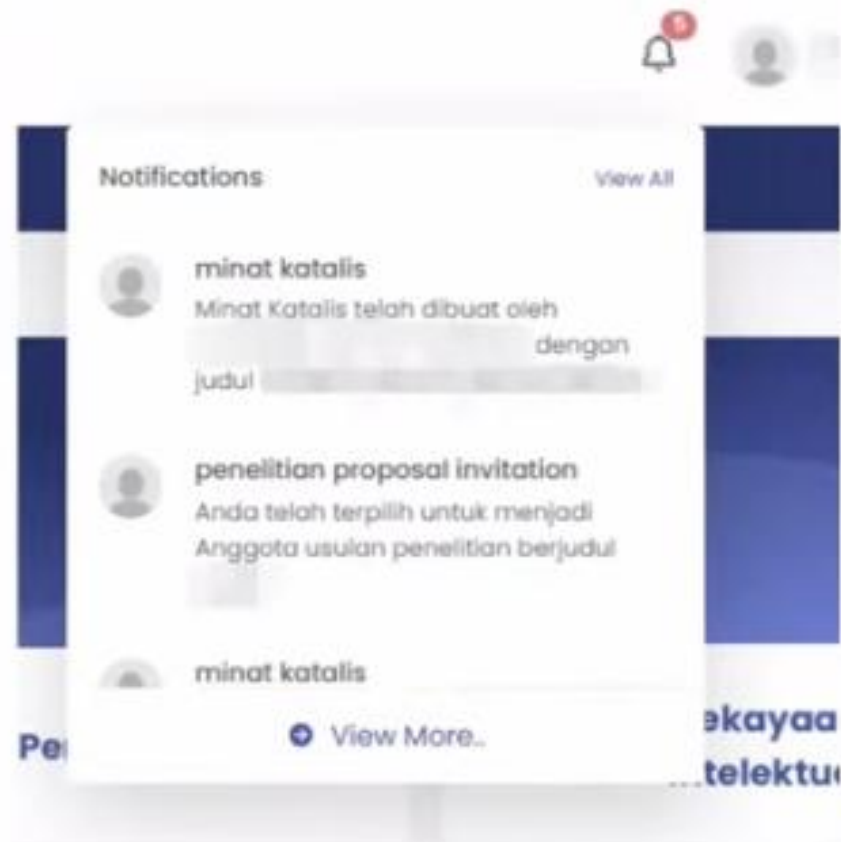 5
Notifications
View All
minat katalis
Minat Katalis telah dibuat oleh
dengan
judul
penelitian proposal invitation
Anda telah terpilih untuk menjadi
Anggota usulan penelitian berjudul
minat katalis
View More..